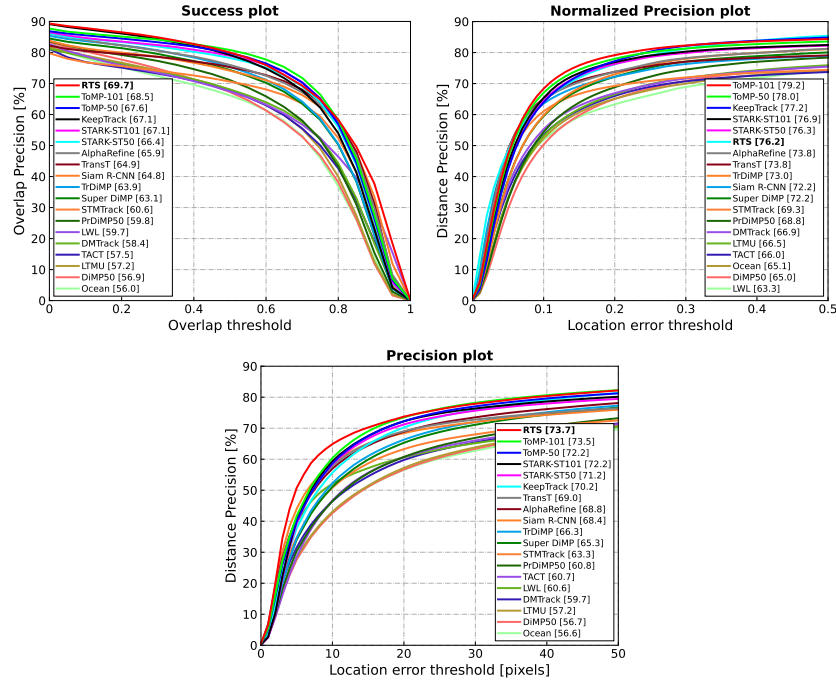 Success plot
Overlap Precision [%]
90
80
70
60
50
40
30
20
10
0
RTS [69.7]
ToMP-101 [68.5]
ToMP-50 [67.6]
KeepTrack [67.1]
STARK-ST101 [67.1]
STARK-ST50 [66.4]
AlphaRefine [65.9]
TransT [64.9]
Siam R-CNN [64.8]
TrDiMP [63.9]
Super DiMP [63.1]
STMTrack [60.6]
PrDiMP50 [59.8]
LWL [59.7]
DMTrack [58.4]
TACT [57.5]
LTMU [57.2]
DiMP50 [56.9]
Ocean [56.0]
0 0.2 0.4 0.6 0.8 1
Overlap threshold
Normalized Precision plot
Distance Precision [%]
90
80
70
60
50
40
30
20
10
0
ToMP-101 [79.2]
ToMP-50 [78.0]
KeepTrack [77.2]
STARK-ST101 [76.9]
STARK-ST50 [76.3]
RTS [76.2]
AlphaRefine [73.8]
TransT [73.8]
TrDiMP [73.0]
Siam R-CNN [72.2]
Super DiMP [72.2]
STMTrack [69.3]
PrDiMP50 [68.8]
DMTrack [66.9]
LTMU [66.5]
TACT [66.0]
Ocean [65.1]
DiMP50 [65.0]
LWL [63.3]
0 0.1 0.2 0.3 0.4 0.5
Location error threshold
Precision plot
Distance Precision [%]
90
80
70
60
50
40
30
20
10
0
RTS [73.7]
ToMP-101 [73.5]
ToMP-50 [72.2]
STARK-ST101 [72.2]
STARK-ST50 [71.2]
KeepTrack [70.2]
TransT [69.0]
AlphaRefine [68.8]
Siam R-CNN [68.4]
TrDiMP [66.3]
Super DiMP [65.3]
STMTrack [63.3]
PrDiMP50 [60.8]
TACT [60.7]
LWL [60.6]
DMTrack [59.7]
LTMU [57.2]
DiMP50 [56.7]
Ocean [56.6]
0 10 20 30 40 50
Location error threshold [pixels]